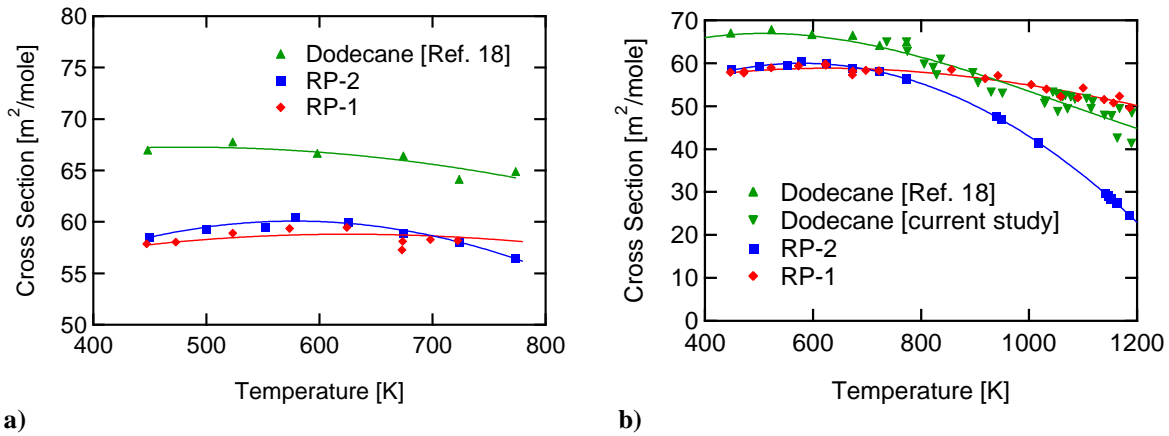 80
75
70
65
60
55
50
Cross Section [m²/mole]
Dodecane [Ref. 18]
RP-2
RP-1
400
500
600
700
800
Temperature [K]
a)
70
60
50
40
30
20
10
0
Cross Section [m²/mole]
Dodecane [Ref. 18]
Dodecane [current study]
RP-2
RP-1
400
600
800
1000
1200
Temperature [K]
b)